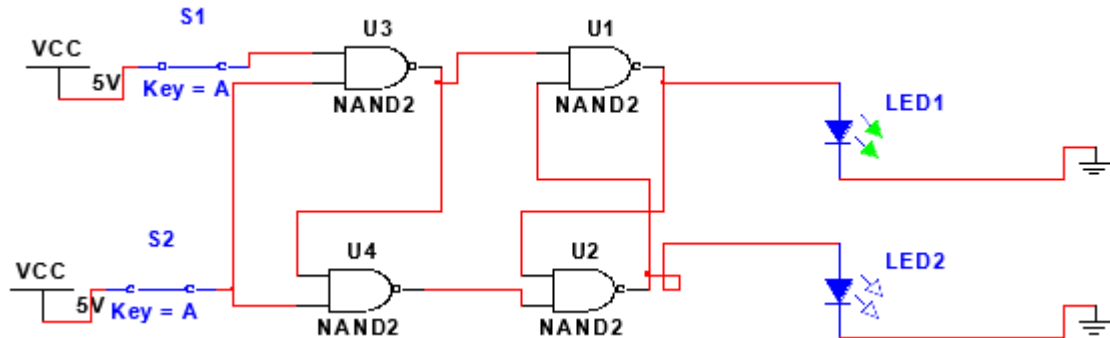 S1
U3
U1
VCC
5V
Key = A
NAND2
NAND2
LED1
S2
U4
U2
VCC
5V
Key = A
NAND2
NAND2
LED2